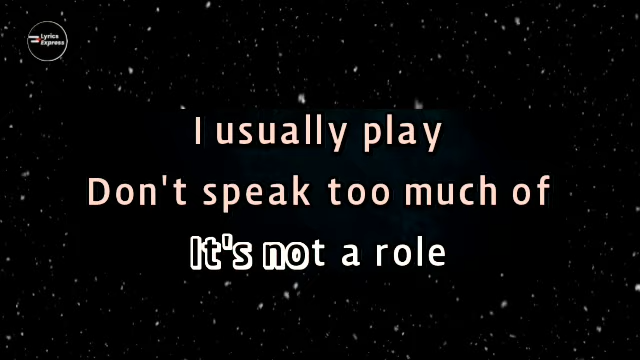 Lyrics
Express
I usually play
Don't speak too much of
It's not a role